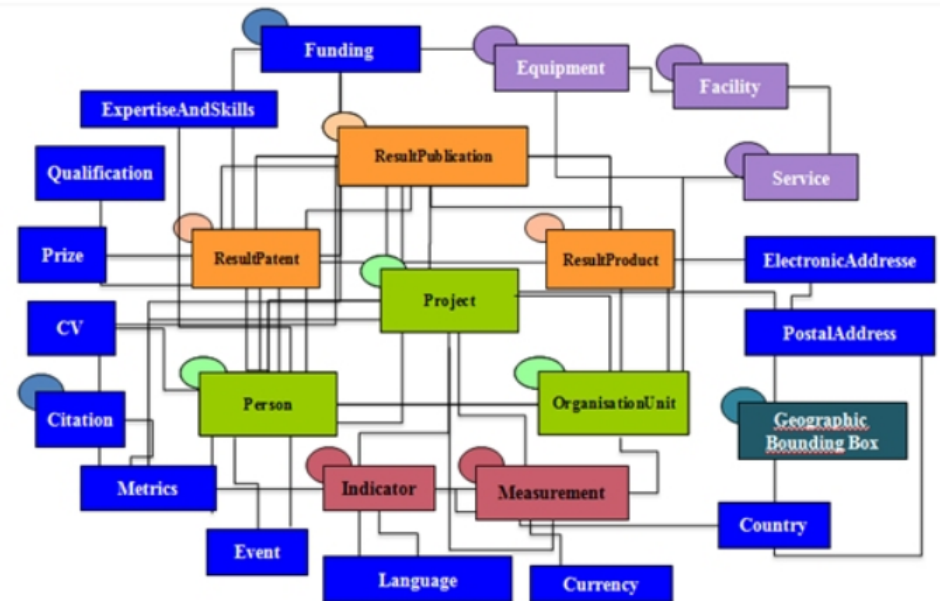 Funding
Equipment
Facility
ExpertiseAndSkills
ResultPublication
Qualification
Service
Prize
ResultPatent
ResultProduct
ElectronicAddresse
Project
CV
PostalAddress
Person
OrganisationUnit
Citation
Geographic
Bounding Box
Metrics
Indicator
Measurement
Country
Event
Language
Currency